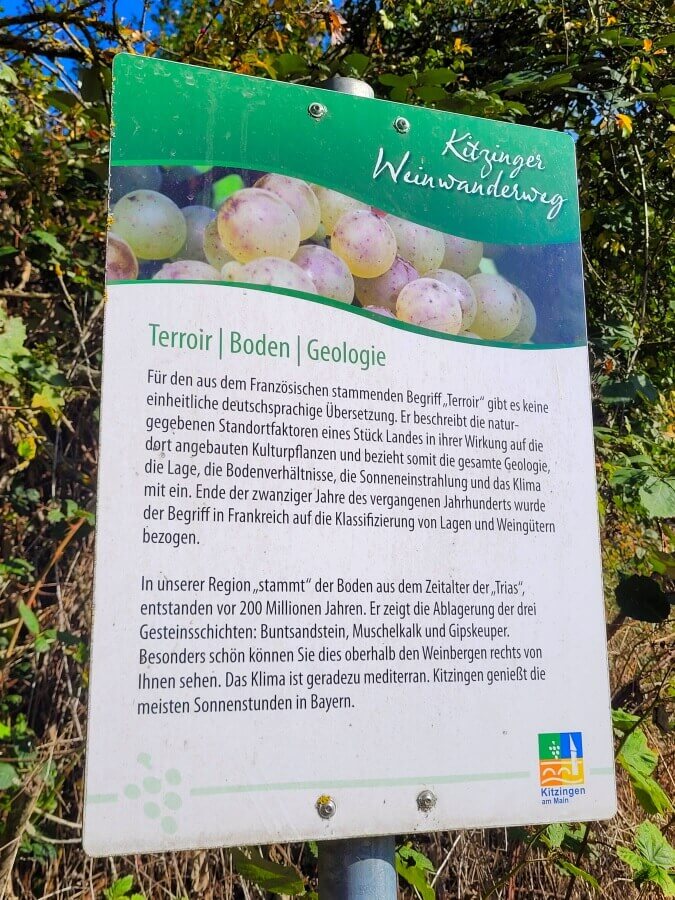 Kitzinger
Weinwanderweg
Terroir | Boden | Geologie
Für den aus dem Französischen stammenden Begriff „Terroir“ gibt es keine
einheitliche deutschsprachige Übersetzung. Er beschreibt die natur-
gegebenen Standortfaktoren eines Stück Landes in ihrer Wirkung auf die
dort angebauten Kulturpflanzen und bezieht somit die gesamte Geologie,
die Lage, die Bodenverhältnisse, die Sonneneinstrahlung und das Klima
mit ein. Ende der zwanziger Jahre des vergangenen Jahrhunderts wurde
der Begriff in Frankreich auf die Klassifizierung von Lagen und Weingütern
bezogen.
In unserer Region „stammt“ der Boden aus dem Zeitalter der „Trias“,
entstanden vor 200 Millionen Jahren. Er zeigt die Ablagerung der drei
Gesteinsschichten: Buntsandstein, Muschelkalk und Gipskeuper.
Besonders schön können Sie dies oberhalb den Weinbergen rechts von
Ihnen sehen. Das Klima ist geradezu mediterran. Kitzingen genießt die
meisten Sonnenstunden in Bayern.
Kitzingen
am Main